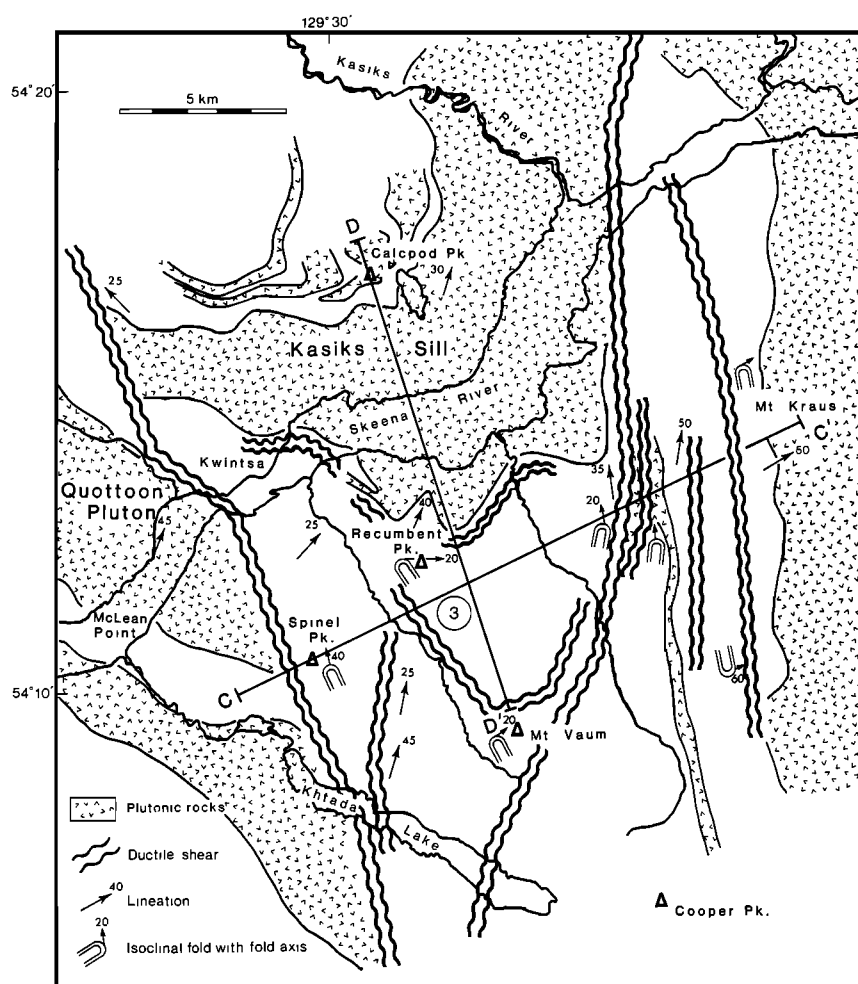 129° 30'
Kasiks
54° 20'
5 km
River
D
Calcpod Pk
25
30
Kasiks Sill
Mt Kraus
C'
Skeena River
50
60
Kwintsa
35
Quottoon
Pluton
40
20
45
25
Recumbent
Pk.
20
McLean
Point
3
Spinel
Pk.
40
60
54° 10'
C
25
D'
20
Mt Vaum
45
Khtada
Lake
Plutonic rocks
Ductile shear
40
Lineation
Cooper Pk.
20
Isoclinal fold with fold axis